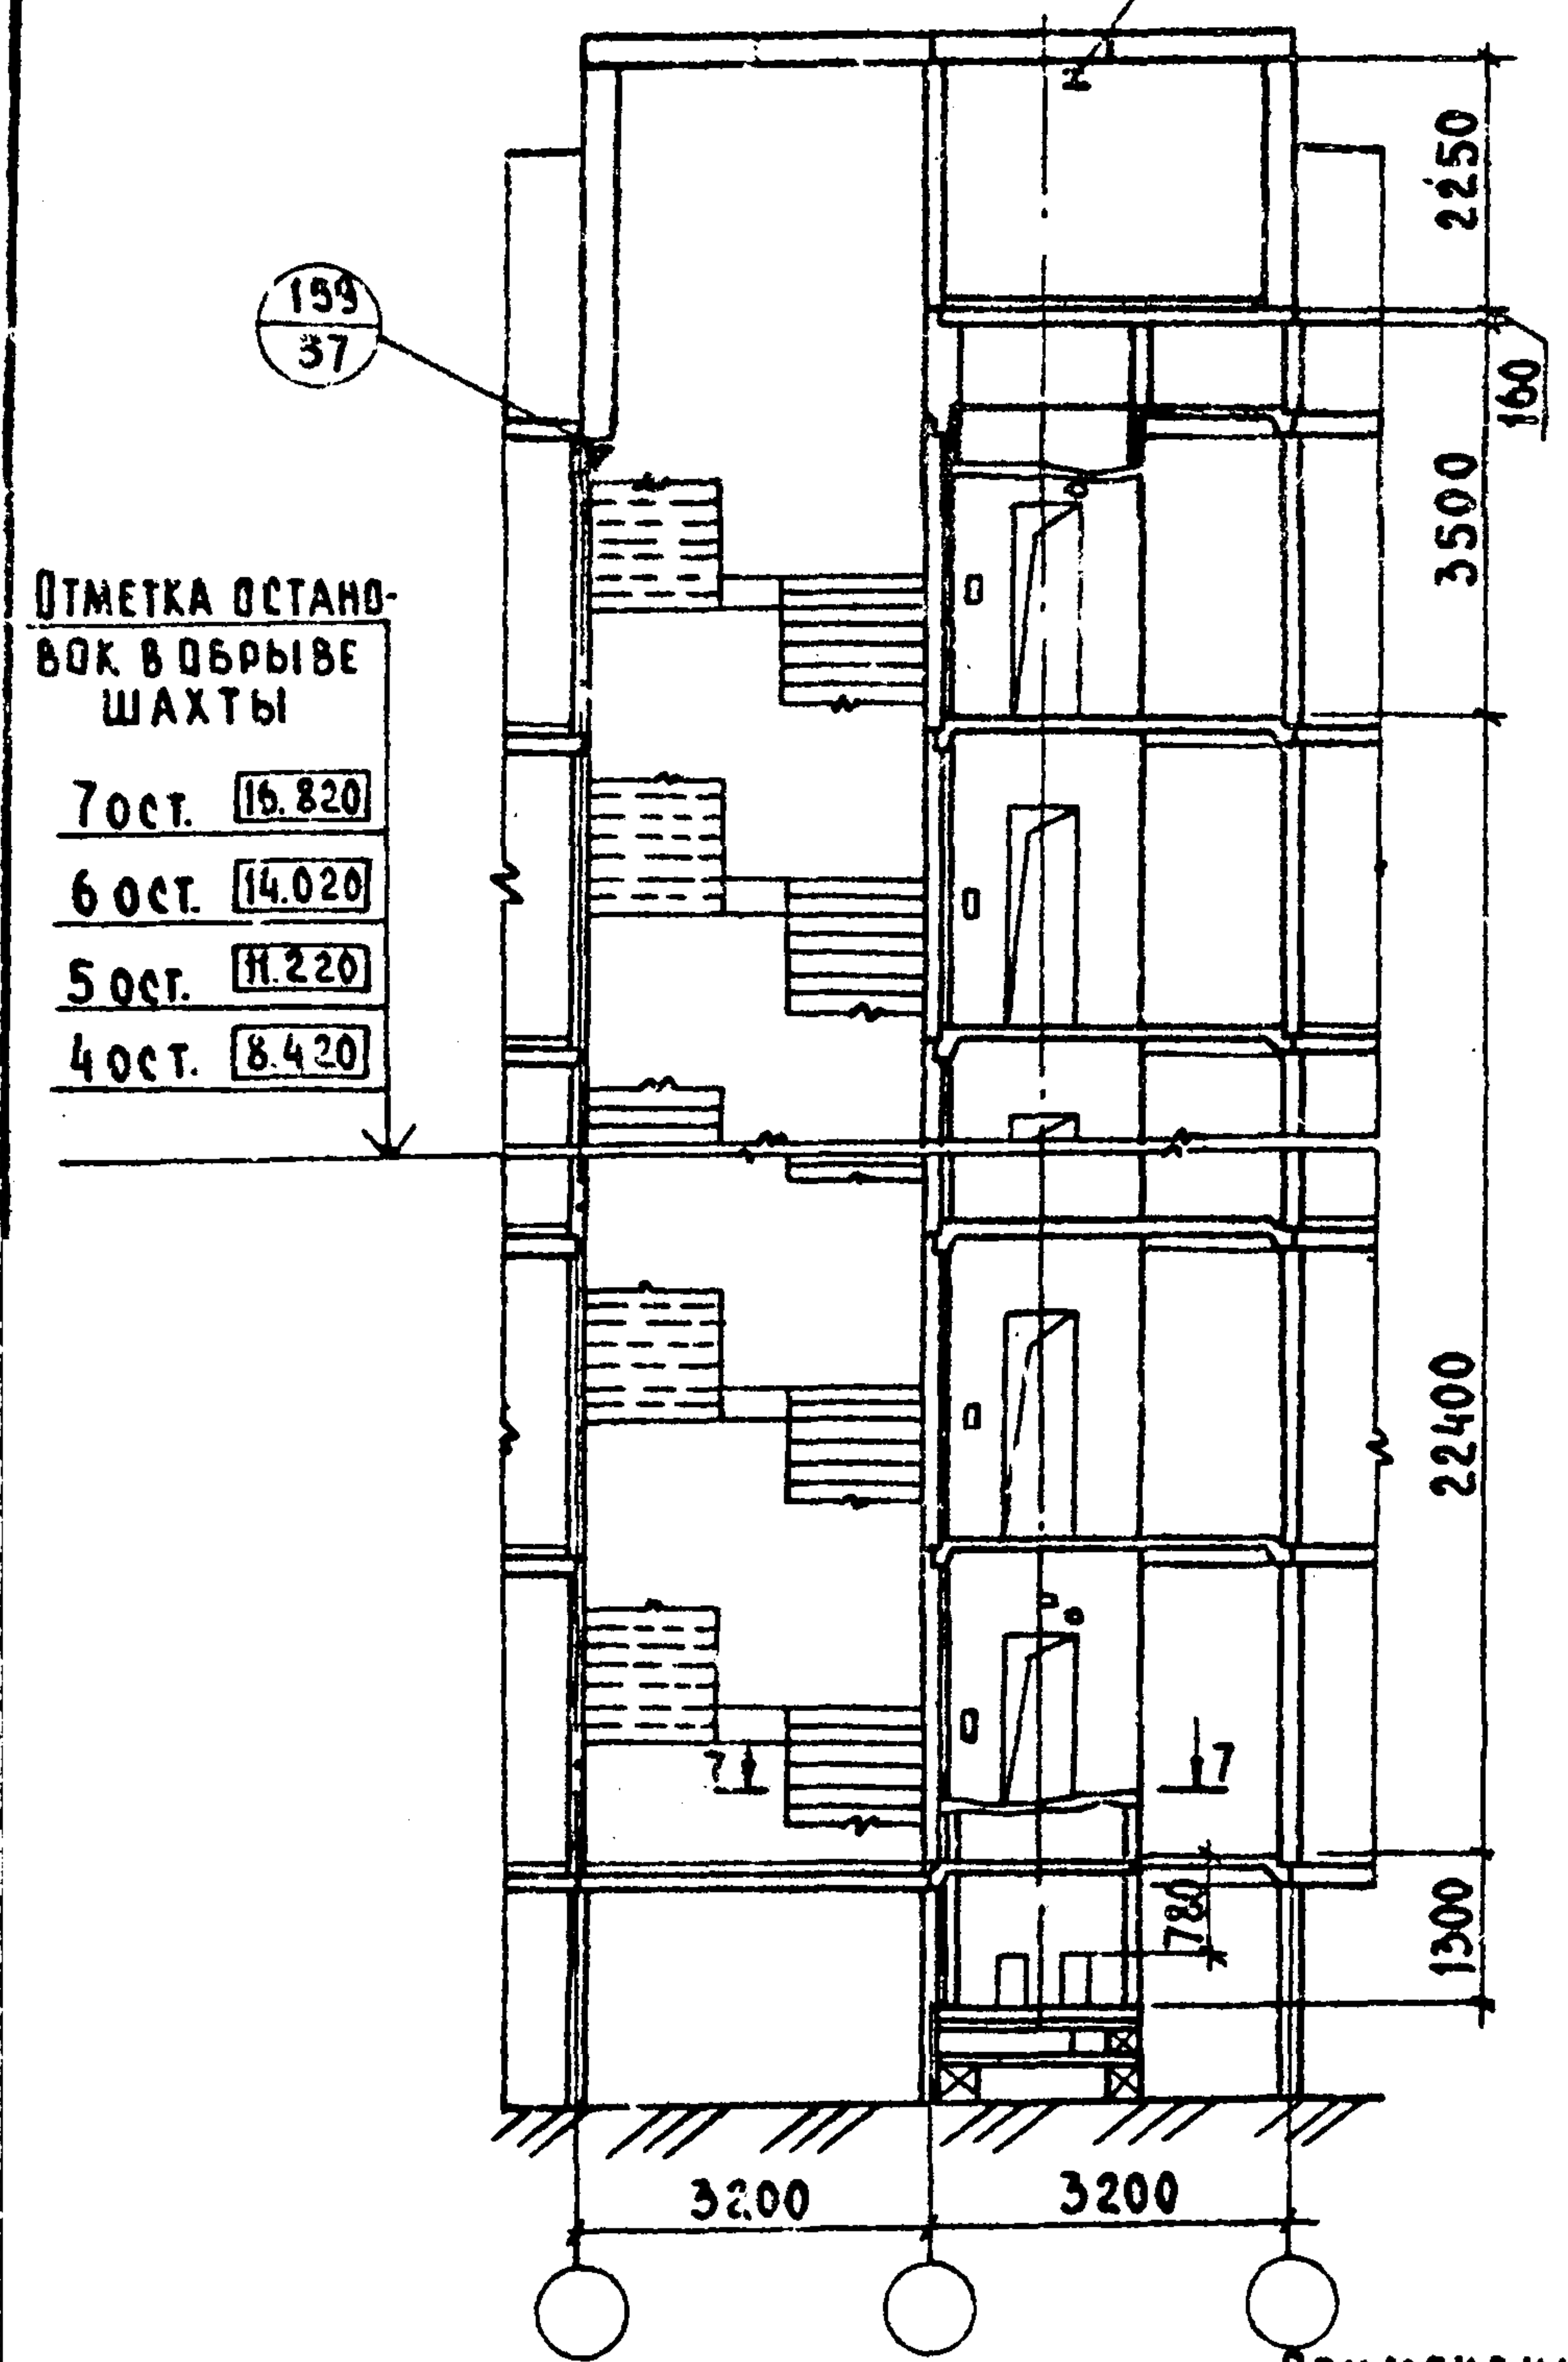 2250
199
37
160
3500
ОТМЕТКА ОСТАНО-
ВОК В ОБРЫВЕ
ШАХТЫ
7 ОСТ. 16.820
6 ОСТ. 14.020
5 ОСТ. 11.220
4 ОСТ. 8.420
22400
7 7
780
1300
3200 3200